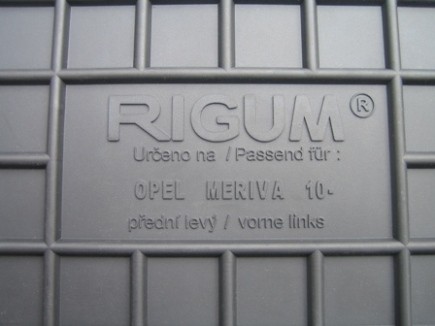 RIGUM®
Určeno na / Passend für :
OPEL MERIVA 10-
přední levý / vorne links